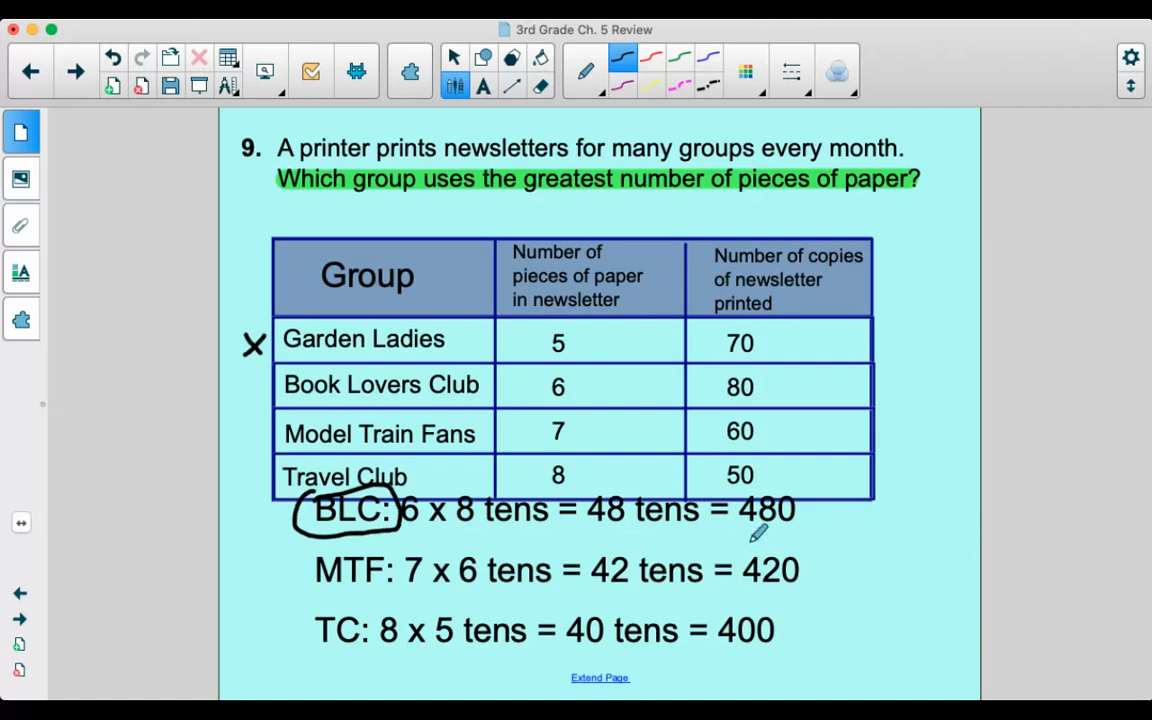 3rd Grade Ch. 5 Review
9. A printer prints newsletters for many groups every month.
Which group uses the greatest number of pieces of paper?
Group
Number of
pieces of paper
in newsletter
Number of copies
of newsletter
printed
X Garden Ladies 5 70
Book Lovers Club 6 80
Model Train Fans 7 60
Travel Club 8 50
BLC: 6 x 8 tens = 48 tens = 480
MTF: 7 x 6 tens = 42 tens = 420
TC: 8 x 5 tens = 40 tens = 400
Extend Page